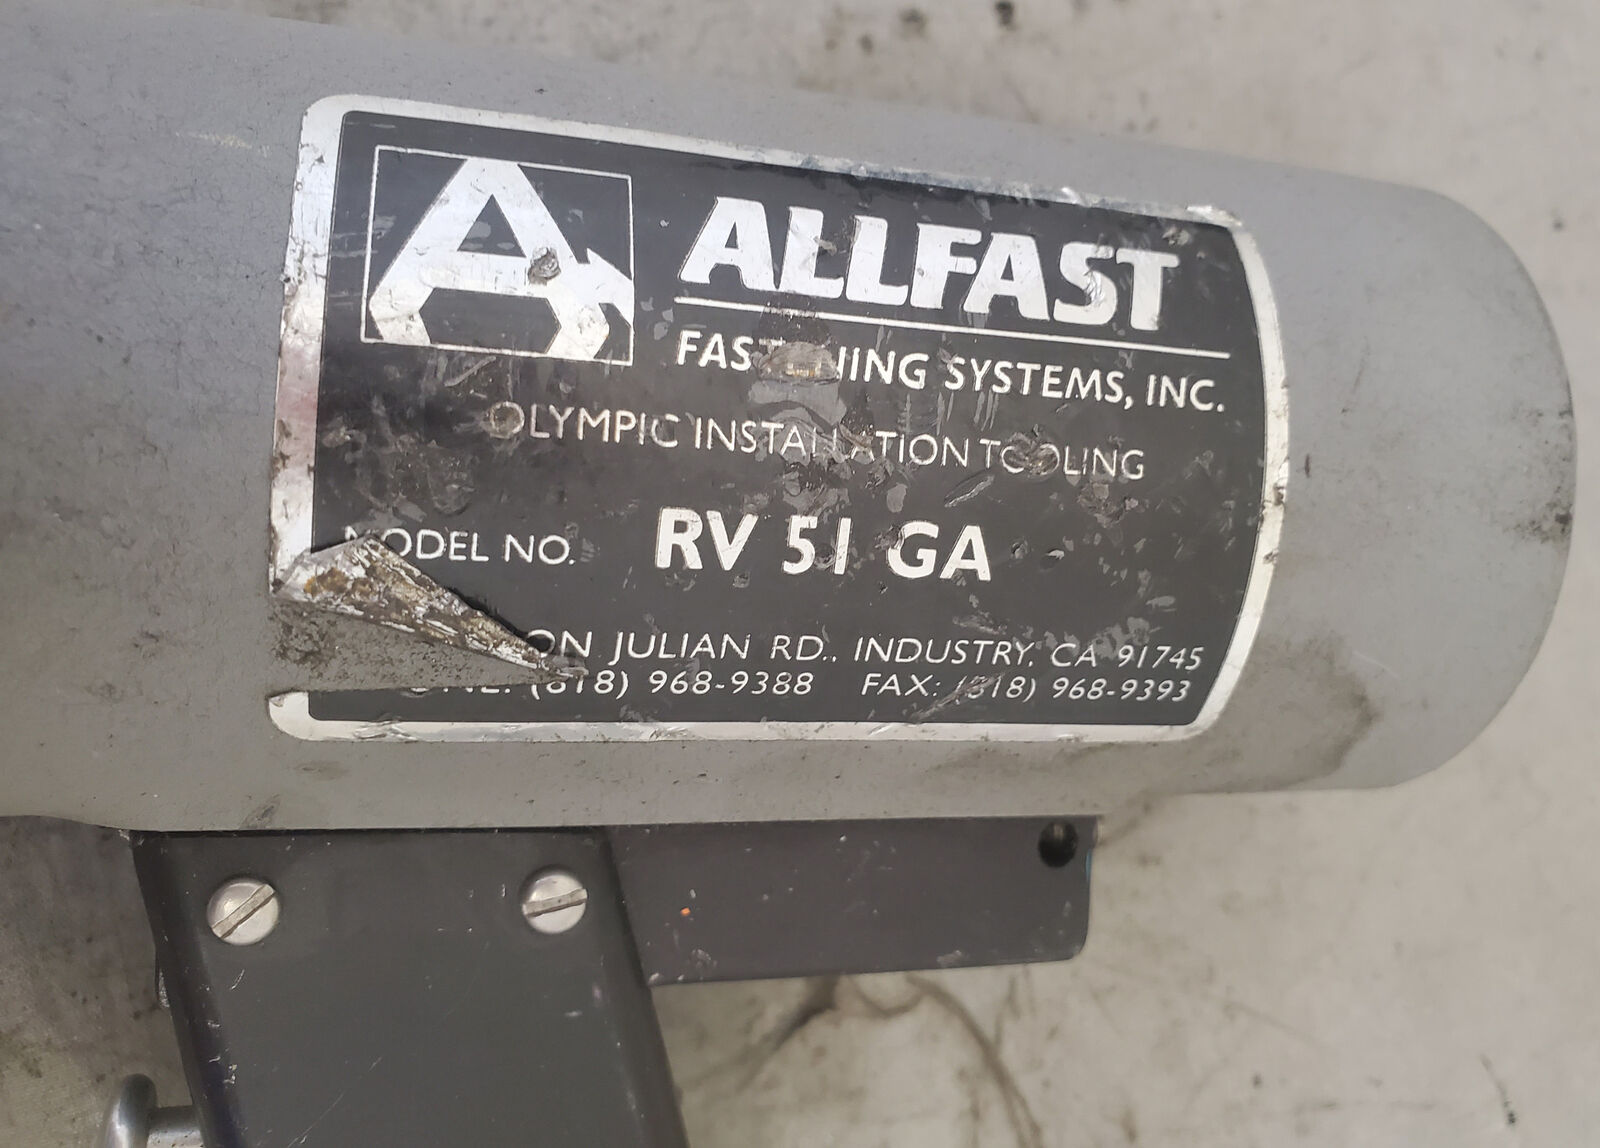 ALLFAST
FASTENING SYSTEMS, INC.
OLYMPIC INSTALLATION TOOLING
MODEL NO. RV 51 GA
JULIAN RD., INDUSTRY, CA 91745
PHONE: (818) 968-9388 FAX: (818) 968-9393